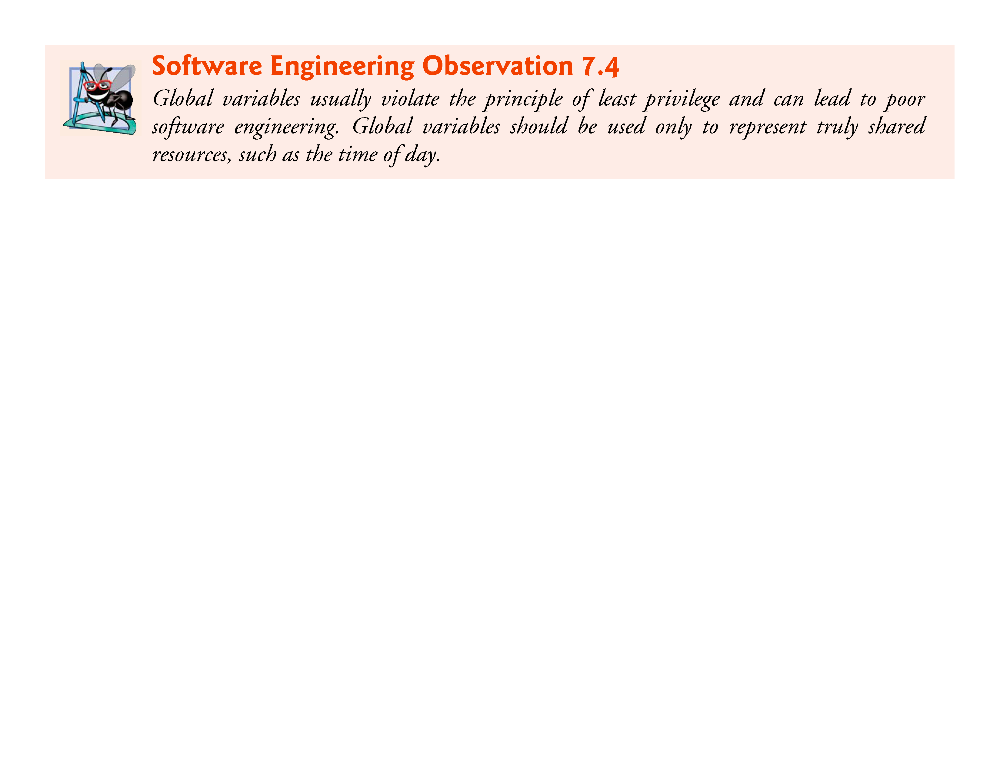 Software Engineering Observation 7.4
Global variables usually violate the principle of least privilege and can lead to poor
software engineering. Global variables should be used only to represent truly shared
resources, such as the time of day.